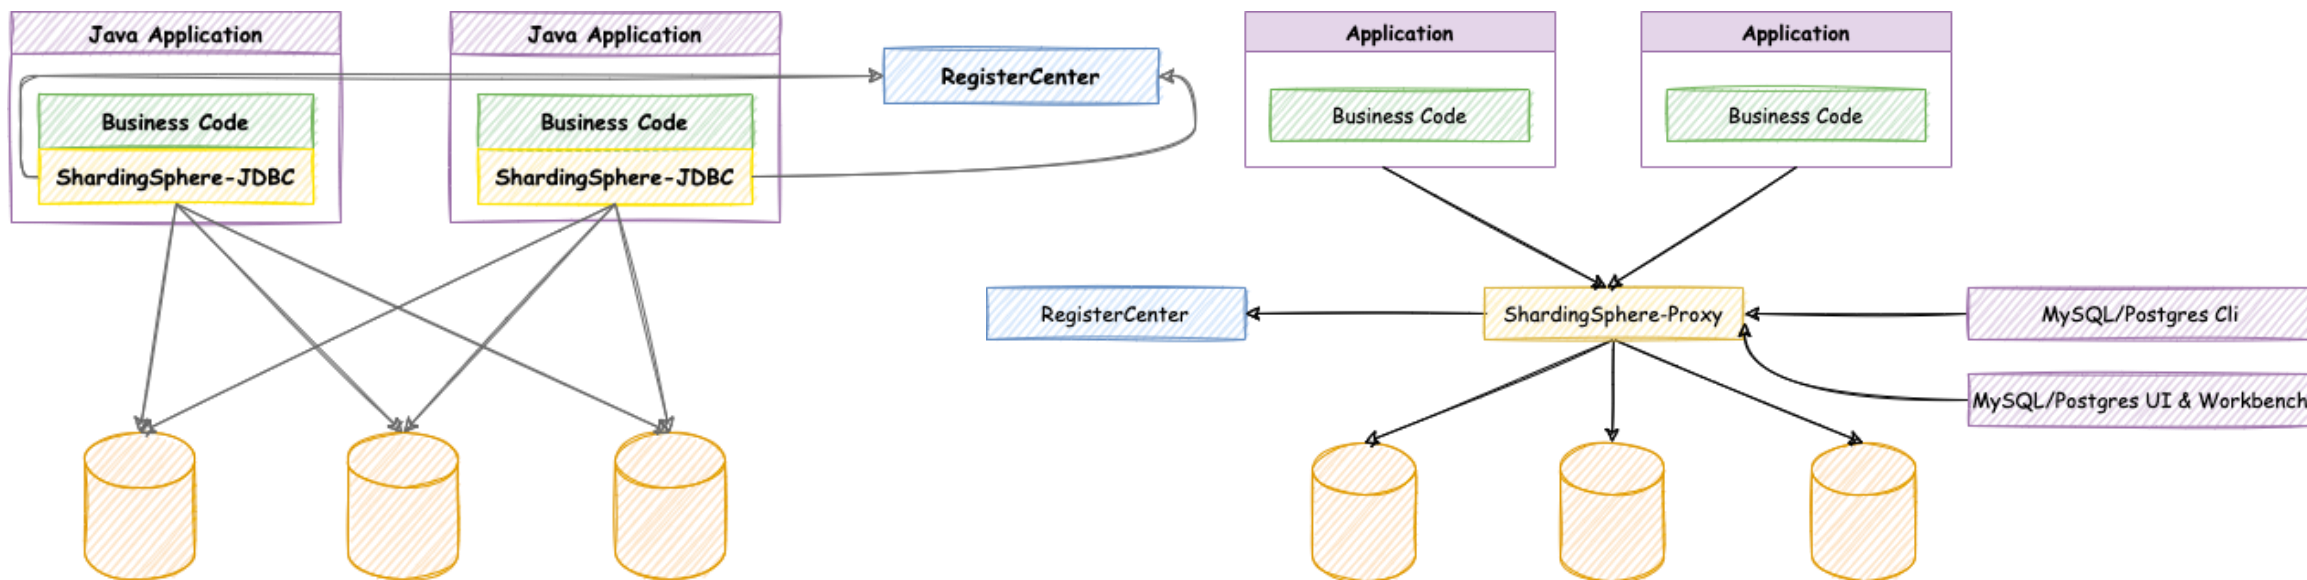 Java Application
Java Application
RegisterCenter
Business Code
Business Code
ShardingSphere-JDBC
ShardingSphere-JDBC
Application
Application
Business Code
Business Code
RegisterCenter
ShardingSphere-Proxy
MySQL/Postgres Cli
MySQL/Postgres UI & Workbench